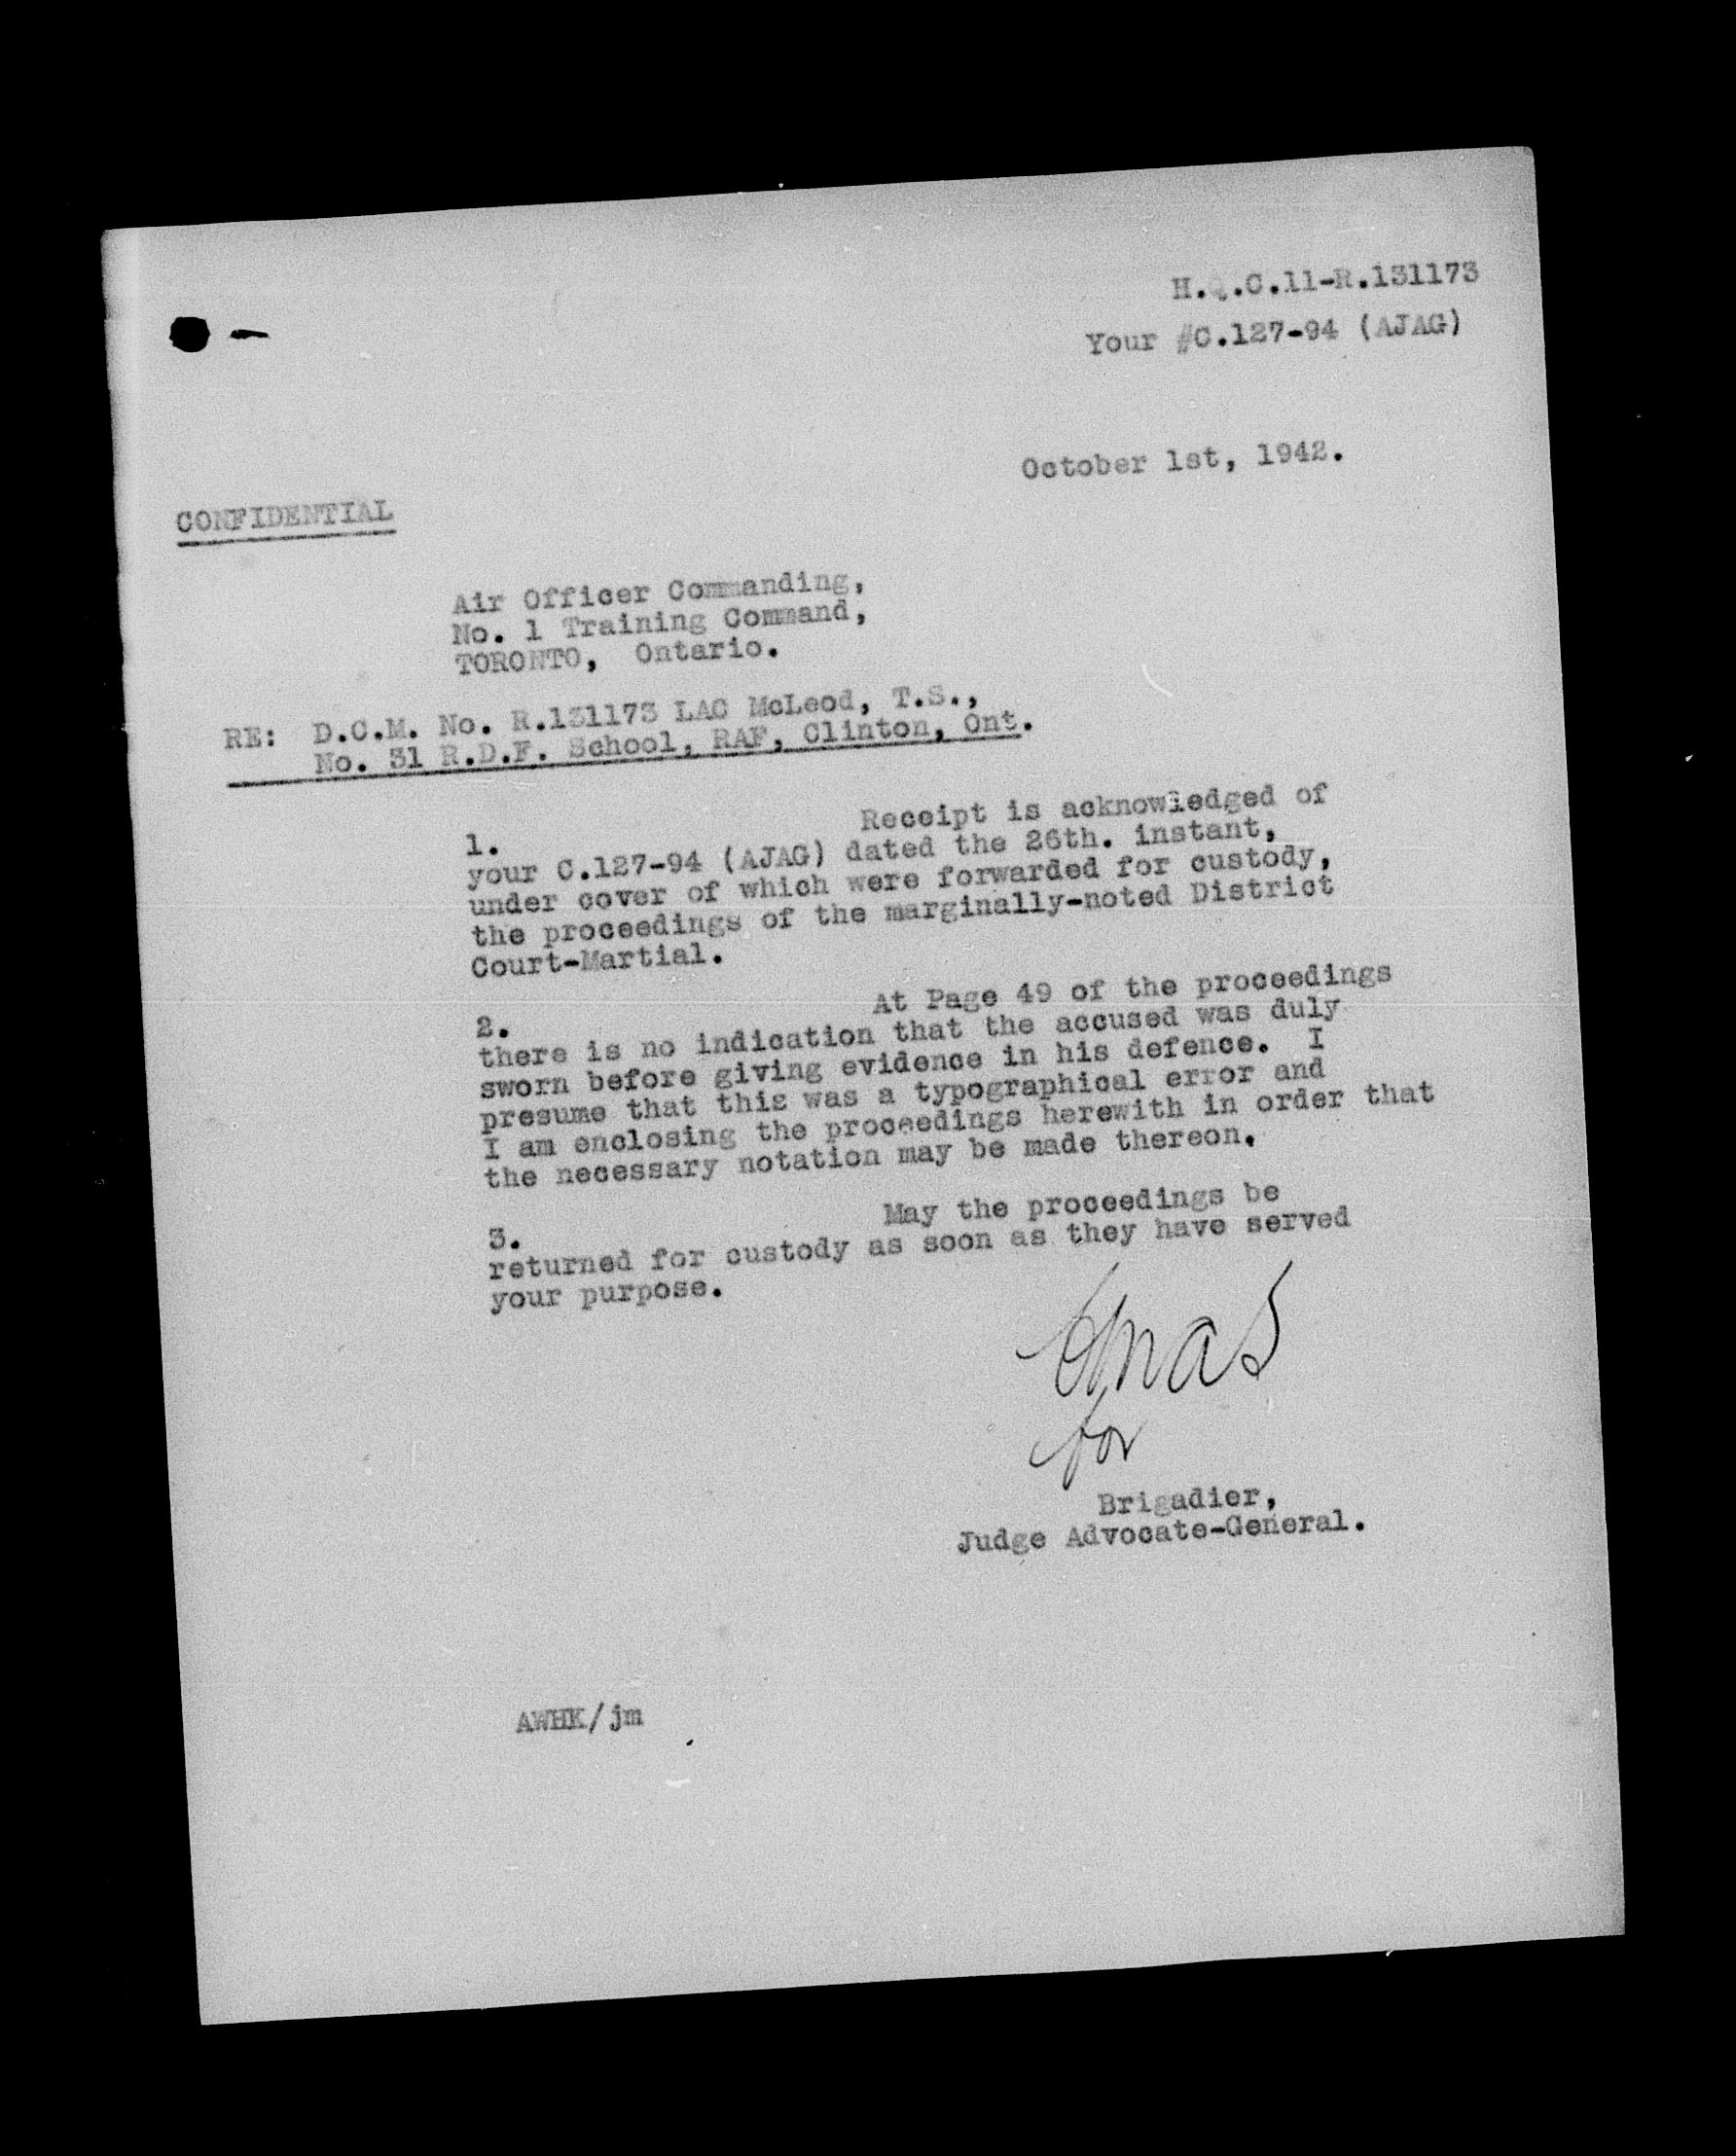 H.Q.C.11-R.131173
Your #C.127-94 (AJAG)
October 1st, 1942.
CONFIDENTIAL
Air Officer Commanding,
No. 1 Training Command,
TORONTO, Ontario.
RE: D.C.M. No. R.131173 LAC McLeod, T.S.,
No. 31 R.D.F. School, RAF, Clinton, Ont.
1. Receipt is acknowledged of
your C.127-94 (AJAG) dated the 26th. instant,
under cover of which were forwarded for custody,
the proceedings of the marginally-noted District
Court-Martial.
2. At Page 49 of the proceedings
there is no indication that the accused was duly
sworn before giving evidence in his defence. I
presume that this was a typographical error and
I am enclosing the proceedings herewith in order that
the necessary notation may be made thereon.
3. May the proceedings be
returned for custody as soon as they have served
your purpose.
for
Brigadier,
Judge Advocate-General.
AWHK/jm